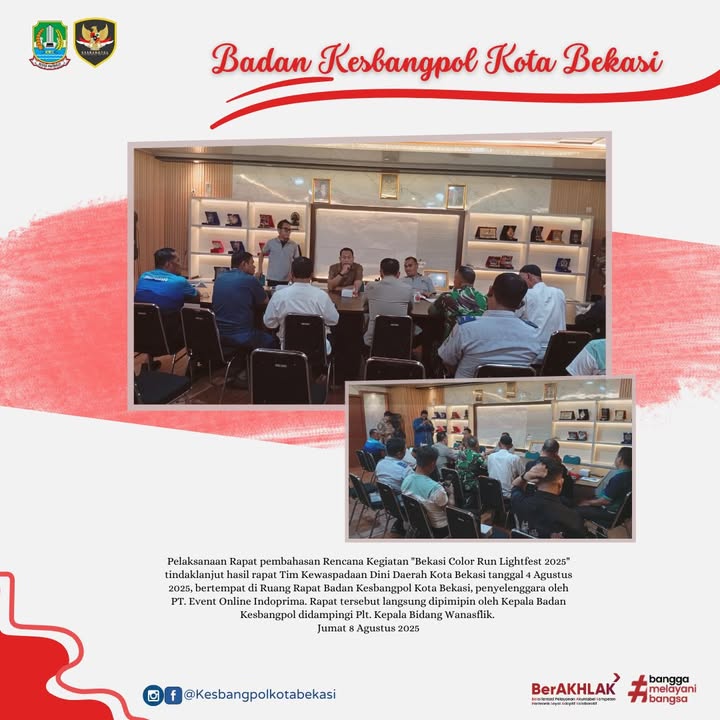 Badan Kesbangpol Kota Bekasi
Pelaksanaan Rapat pembahasan Rencana Kegiatan "Bekasi Color Run Lightfest 2025"
tindaklanjut hasil rapat Tim Kewaspadaan Dini Daerah Kota Bekasi tanggal 4 Agustus
2025, bertempat di Ruang Rapat Badan Kesbangpol Kota Bekasi, penyelenggara oleh
PT. Event Online Indoprima. Rapat tersebut langsung dipimipin oleh Kepala Badan
Kesbangpol didampingi Plt. Kepala Bidang Wanasflik.
Jumat 8 Agustus 2025
@Kesbangpolkotabekasi
BerAKHLAK
#bangga
melayani
bangsa